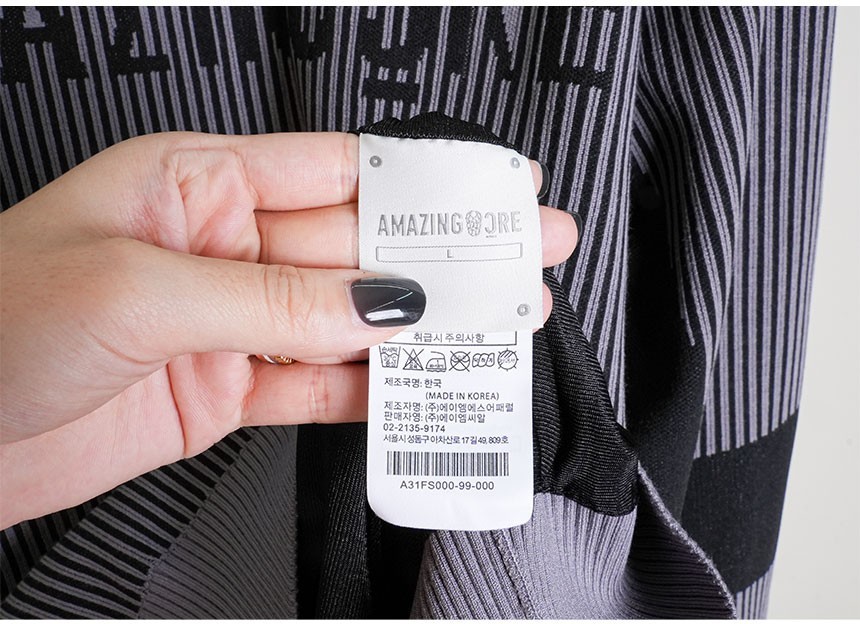 AMAZING CRE
L
취급시 주의사항
제조국명: 한국
(MADE IN KOREA)
제조자명: (주)에이엠에스어패럴
판매자명: (주)에이엠씨알
02-2135-9174
서울시 성동구 아차산로 17길 49, 809호
A31FS000-99-000